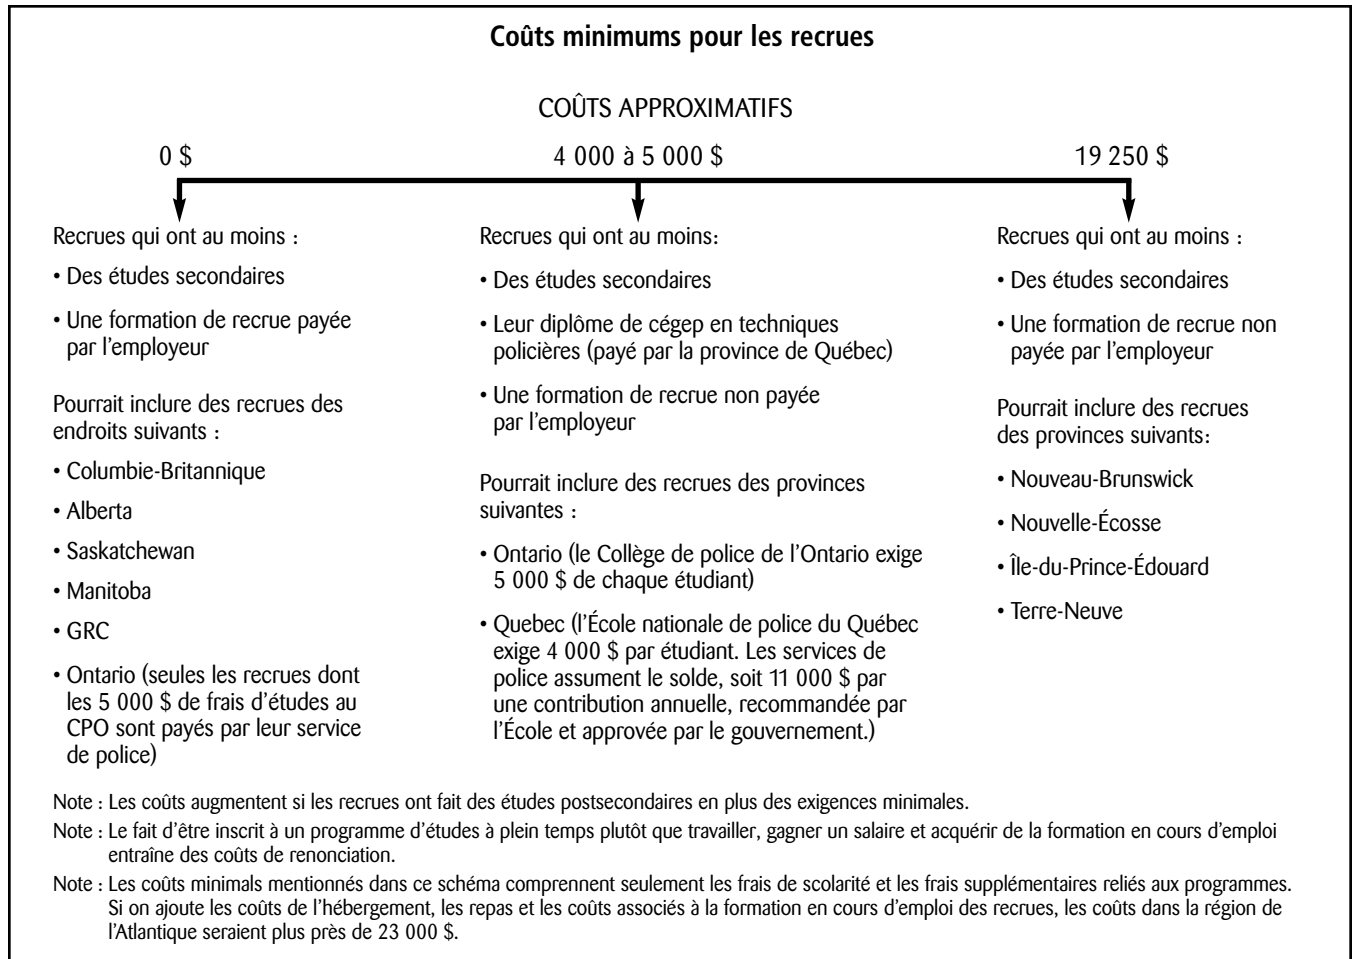 Coûts minimums pour les recrues
COÛTS APPROXIMATIFS
0 $
4 000 à 5 000 $
19 250 $
Recrues qui ont au moins :
• Des études secondaires
• Une formation de recrue payée
par l'employeur
Pourrait inclure des recrues des
endroits suivants :
• Columbie-Britannique
• Alberta
• Saskatchewan
• Manitoba
• GRC
• Ontario (seules les recrues dont
les 5 000 $ de frais d'études au
CPO sont payés par leur service
de police)
Recrues qui ont au moins:
• Des études secondaires
• Leur diplôme de cégep en techniques
policières (payé par la province de Québec)
• Une formation de recrue non payée
par l'employeur
Pourrait inclure des recrues des provinces
suivantes :
• Ontario (le Collège de police de l'Ontario exige
5 000 $ de chaque étudiant)
• Quebec (l'École nationale de police du Québec
exige 4 000 $ par étudiant. Les services de
police assument le solde, soit 11 000 $ par
une contribution annuelle, recommandée par
l'École et approvée par le gouvernement.)
Recrues qui ont au moins :
• Des études secondaires
• Une formation de recrue non
payée par l'employeur
Pourrait inclure des recrues
des provinces suivants:
• Nouveau-Brunswick
• Nouvelle-Écosse
• Île-du-Prince-Édouard
• Terre-Neuve
Note : Les coûts augmentent si les recrues ont fait des études postsecondaires en plus des exigences minimales.
Note : Le fait d'être inscrit à un programme d'études à plein temps plutôt que travailler, gagner un salaire et acquérir de la formation en cours d'emploi
entraîne des coûts de renonciation.
Note : Les coûts minimals mentionnés dans ce schéma comprennent seulement les frais de scolarité et les frais supplémentaires reliés aux programmes.
Si on ajoute les coûts de l'hébergement, les repas et les coûts associés à la formation en cours d'emploi des recrues, les coûts dans la région de
l'Atlantique seraient plus près de 23 000 $.